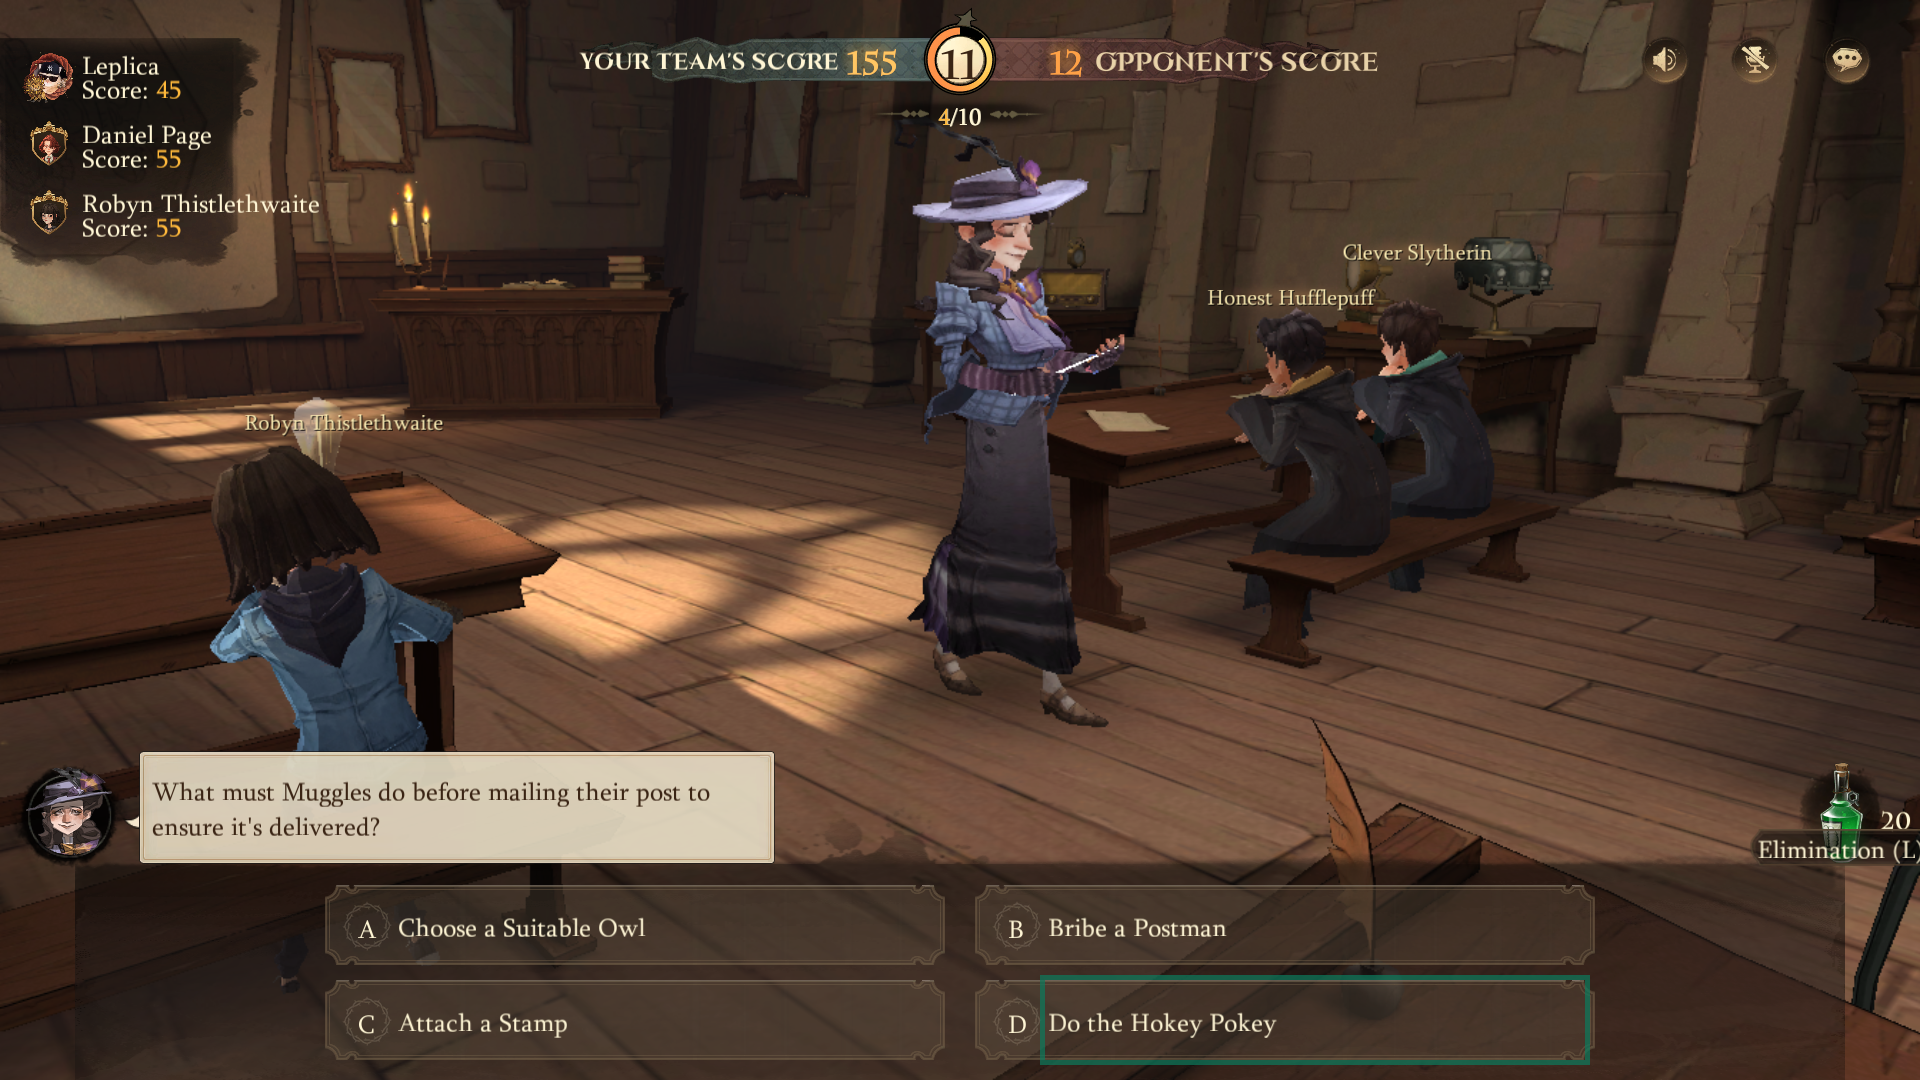 Leplica
Score: 45
Daniel Page
Score: 55
Robyn Thistlethwaite
Score: 55
YOUR TEAM'S SCORE 155
11
12 OPPONENT'S SCORE
4/10
Clever Slytherin
Honest Hufflepuff
Robyn Thistlethwaite
What must Muggles do before mailing their post to
ensure it's delivered?
20
Elimination (L)
A Choose a Suitable Owl
B Bribe a Postman
C Attach a Stamp
D Do the Hokey Pokey